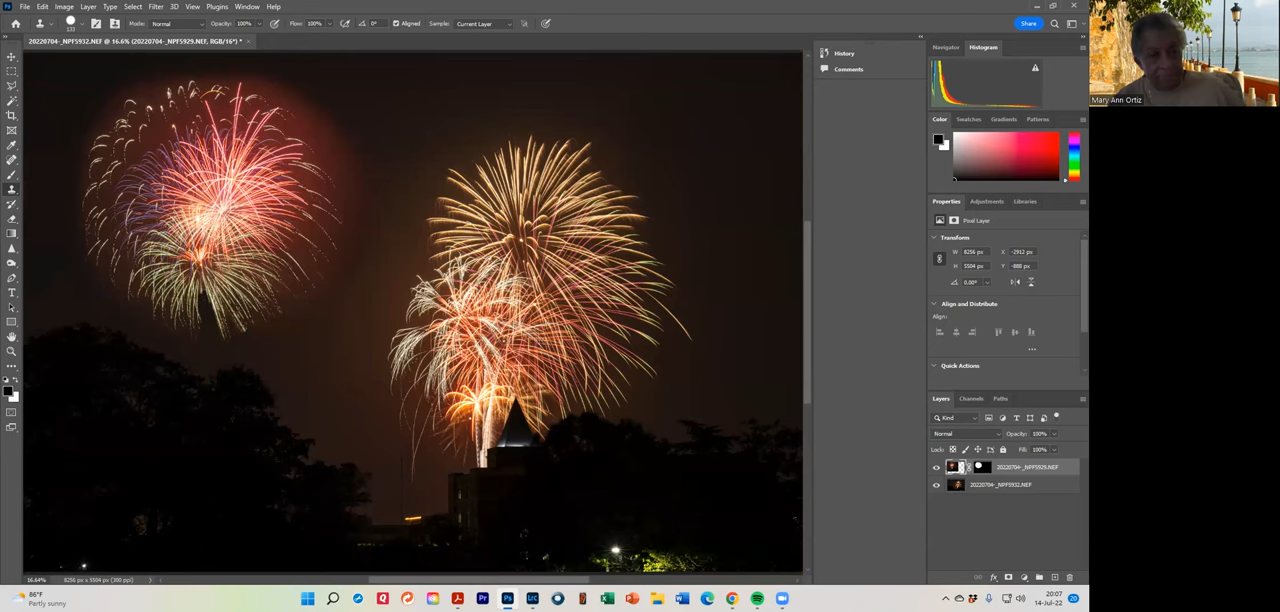 Ps File Edit Image Layer Type Select Filter 3D View Plugins Window Help
133 Mode: Normal Opacity: 100% Flow: 100% 0° Aligned Sample: Current Layer Share
20220704-_NPF5932.NEF @ 16.6% (20220704-_NPF5929.NEF, RGB/16*) * ×
History
Comments
Navigator Histogram
Color Swatches Gradients Patterns
Properties Adjustments Libraries
Pixel Layer
Transform
W 8256 px X -2912 px
H 5504 px Y -888 px
0.00°
Align and Distribute
Align:
Quick Actions
Layers Channels Paths
Kind
Normal Opacity: 100%
Lock: Fill: 100%
20220704-_NPF5929.NEF
20220704-_NPF5932.NEF
fx
16.64% 8256 px x 5504 px (300 ppi)
86°F
Partly sunny
20:07
14-Jul-22
20
Mary Ann Ortiz